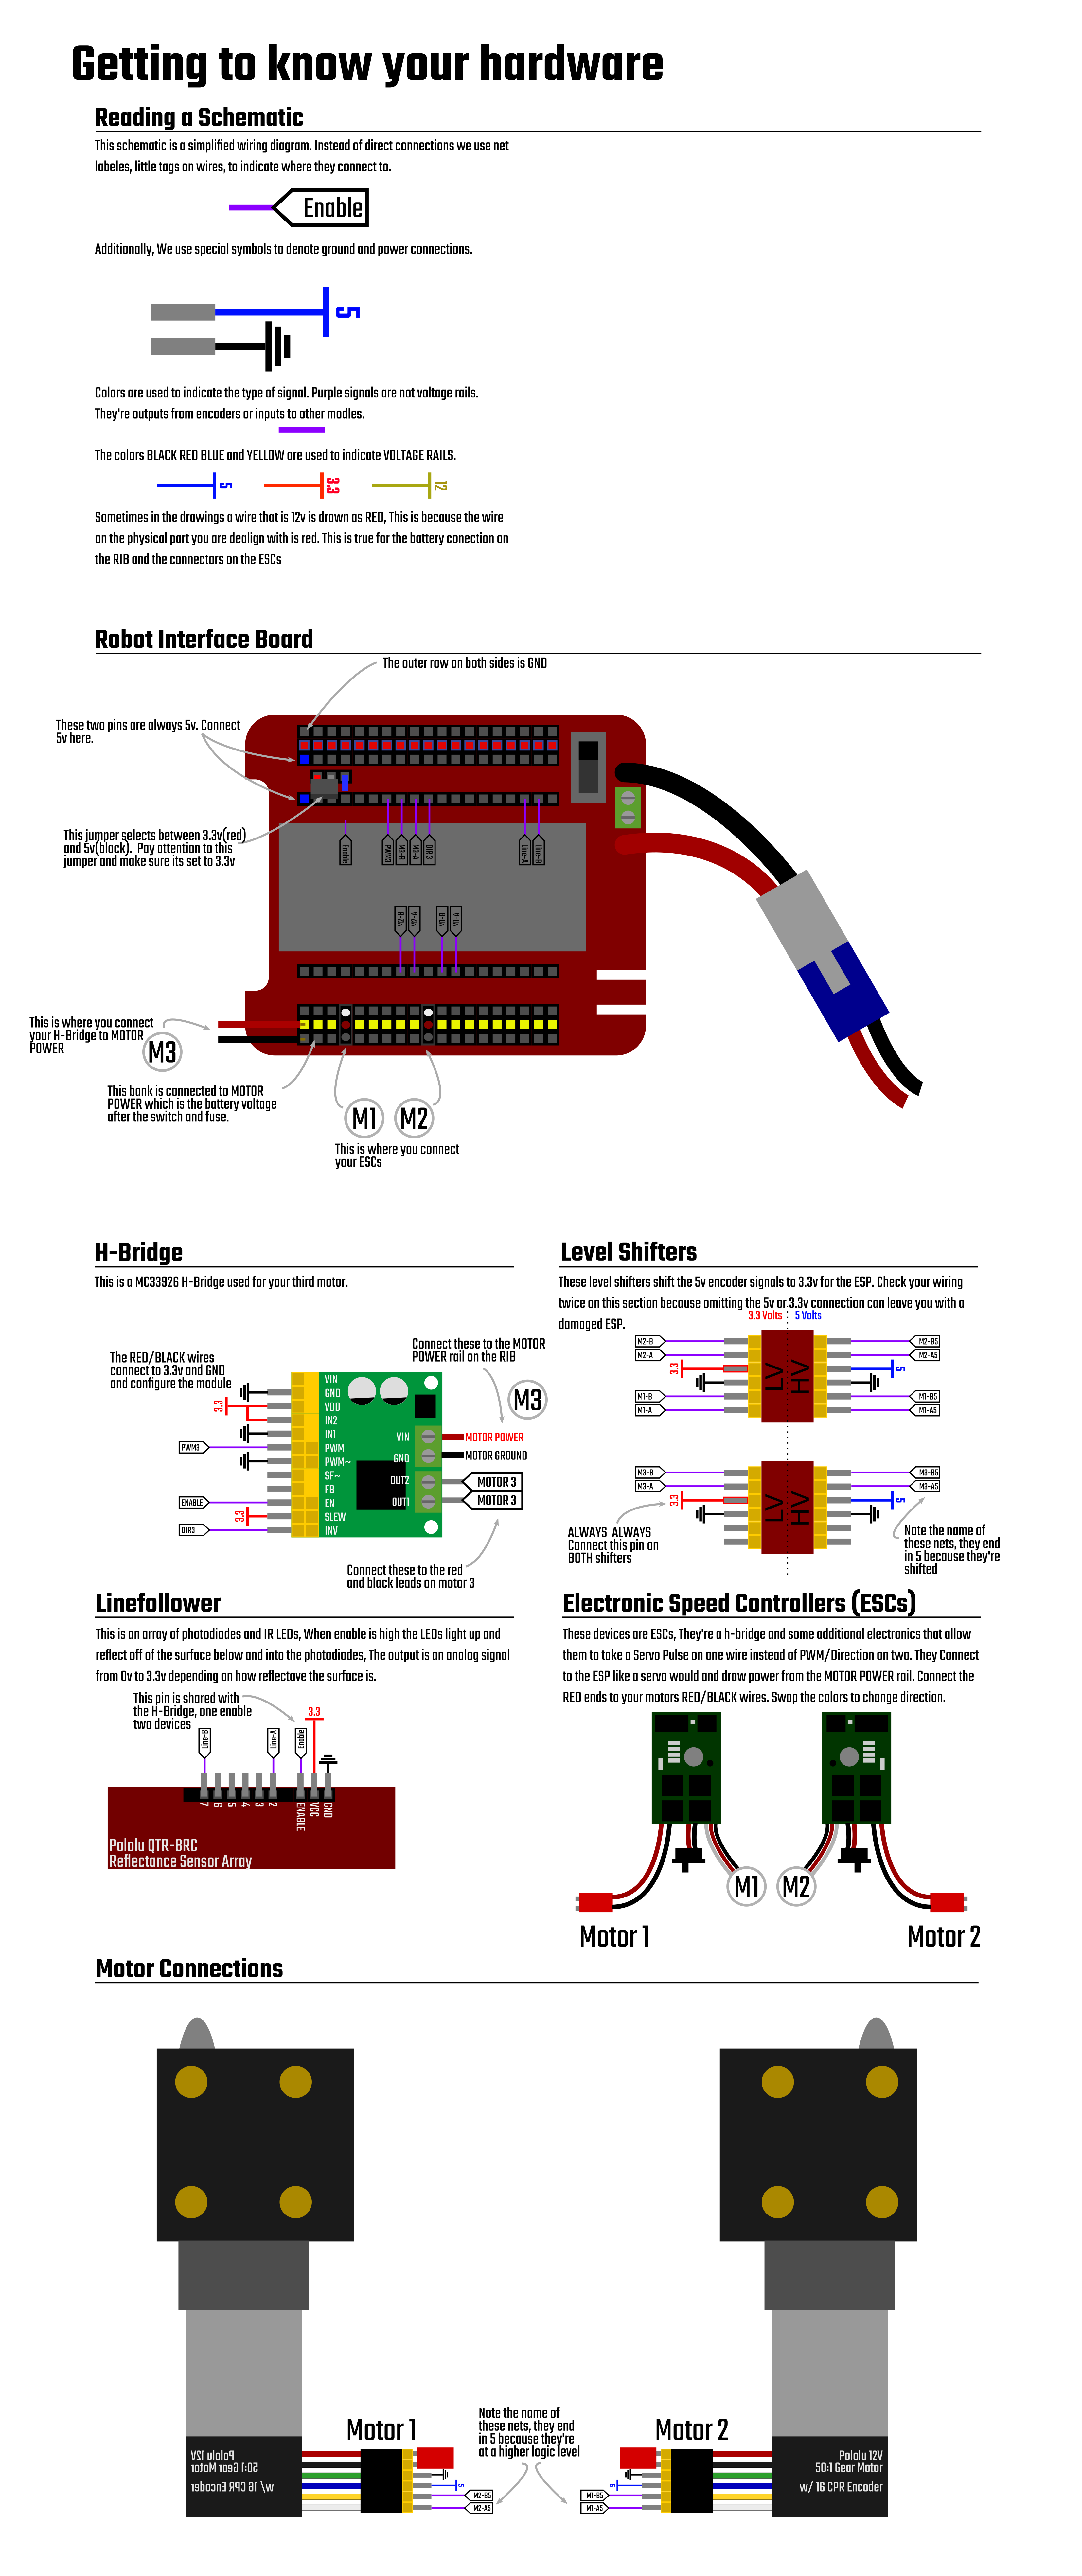 Getting to know your hardware
Reading a Schematic
This schematic is a simplified wiring diagram. Instead of direct connections we use net
labeles, little tags on wires, to indicate where they connect to.
Enable
Additionally, We use special symbols to denote ground and power connections.
5
Colors are used to indicate the type of signal. Purple signals are not voltage rails.
They're outputs from encoders or inputs to other modles.
The colors BLACK RED BLUE and YELLOW are used to indicate VOLTAGE RAILS.
5
3.3
12
Sometimes in the drawings a wire that is 12v is drawn as RED, This is because the wire
on the physical part you are dealign with is red. This is true for the battery conection on
the RIB and the connectors on the ESCs
Robot Interface Board
The outer row on both sides is GND
These two pins are always 5v. Connect
5v here.
This jumper selects between 3.3v(red)
and 5v(black). Pay attention to this
jumper and make sure its set to 3.3v
Enable
PWM3
M3-B
M3-A
DIR3
Line-A
Line-B
M2-B
M2-A
M1-B
M1-A
This is where you connect
your H-Bridge to MOTOR
POWER
M3
This bank is connected to MOTOR
POWER which is the battery voltage
after the switch and fuse.
M1
M2
This is where you connect
your ESCs
H-Bridge
This is a MC33926 H-Bridge used for your third motor.
The RED/BLACK wires
connect to 3.3v and GND
and configure the module
Connect these to the MOTOR
POWER rail on the RIB
M3
3.3
PWM3
ENABLE
3.3
DIR3
VIN
GND
VDD
IN2
IN1
PWM
PWM~
SF~
FB
EN
SLEW
INV
VIN
GND
OUT2
OUT1
MOTOR POWER
MOTOR GROUND
MOTOR 3
MOTOR 3
Connect these to the red
and black leads on motor 3
Level Shifters
These level shifters shift the 5v encoder signals to 3.3v for the ESP. Check your wiring
twice on this section because omitting the 5v or 3.3v connection can leave you with a
damaged ESP.
3.3 Volts
5 Volts
M2-B
M2-A
3.3
M1-B
M1-A
LV
HV
M2-B5
M2-A5
5
M1-B5
M1-A5
M3-B
M3-A
3.3
LV
HV
M3-B5
M3-A5
5
ALWAYS ALWAYS
Connect this pin on
BOTH shifters
Note the name of
these nets, they end
in 5 because they're
shifted
Linefollower
This is an array of photodiodes and IR LEDs, When enable is high the LEDs light up and
reflect off of the surface below and into the photodiodes, The output is an analog signal
from 0v to 3.3v depending on how reflectave the surface is.
This pin is shared with
the H-Bridge, one enable
two devices
3.3
Line-B
Line-A
Enable
7
6
5
4
3
2
ENABLE
VCC
GND
Pololu QTR-8RC
Reflectance Sensor Array
Electronic Speed Controllers (ESCs)
These devices are ESCs, They're a h-bridge and some additional electronics that allow
them to take a Servo Pulse on one wire instead of PWM/Direction on two. They Connect
to the ESP like a servo would and draw power from the MOTOR POWER rail. Connect the
RED ends to your motors RED/BLACK wires. Swap the colors to change direction.
M1
M2
Motor 1
Motor 2
Motor Connections
Motor 1
Pololu 12V
50:1 Gear Motor
w/ 16 CPR Encoder
5
M2-B5
M2-A5
Note the name of
these nets, they end
in 5 because they're
at a higher logic level
Motor 2
5
M1-B5
M1-A5
Pololu 12V
50:1 Gear Motor
w/ 16 CPR Encoder